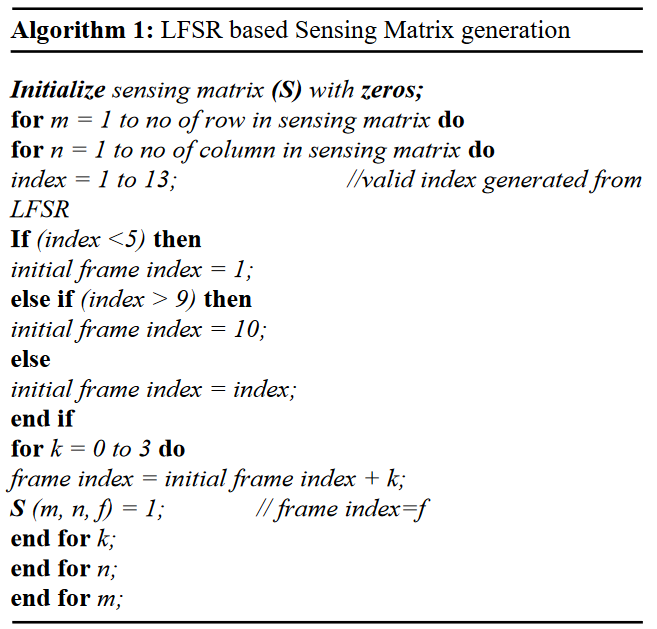 Algorithm 1: LFSR based Sensing Matrix generation
Initialize sensing matrix (S) with zeros;
for m = 1 to no of row in sensing matrix do
for n = 1 to no of column in sensing matrix do
index = 1 to 13; //valid index generated from
LFSR
If (index <5) then
initial frame index = 1;
else if (index > 9) then
initial frame index = 10;
else
initial frame index = index;
end if
for k = 0 to 3 do
frame index = initial frame index + k;
S (m, n, f) = 1; // frame index=f
end for k;
end for n;
end for m;